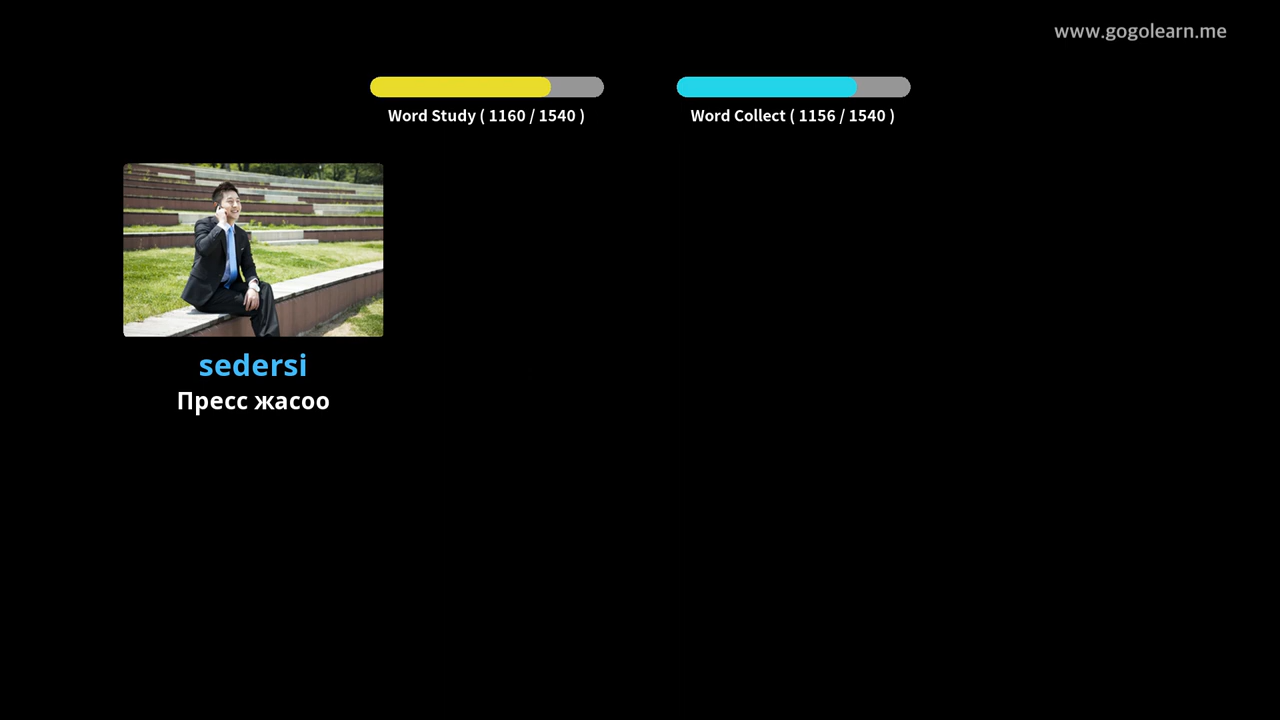 www.gogolearn.me
Word Study ( 1160 / 1540 )
Word Collect ( 1156 / 1540 )
sedersi
Пресс жасоо